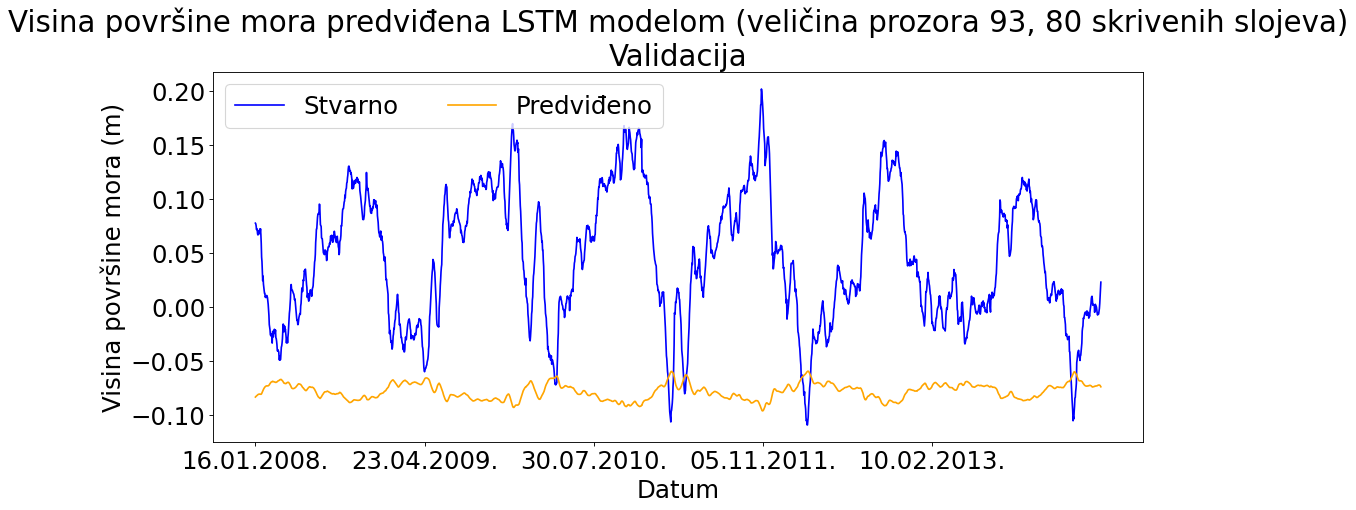 Visina površine mora predviđena LSTM modelom (veličina prozora 93, 80 skrivenih slojeva)
Validacija
Stvarno Predviđeno
Visina površine mora (m)
0.20
0.15
0.10
0.05
0.00
−0.05
−0.10
16.01.2008. 23.04.2009. 30.07.2010. 05.11.2011. 10.02.2013.
Datum